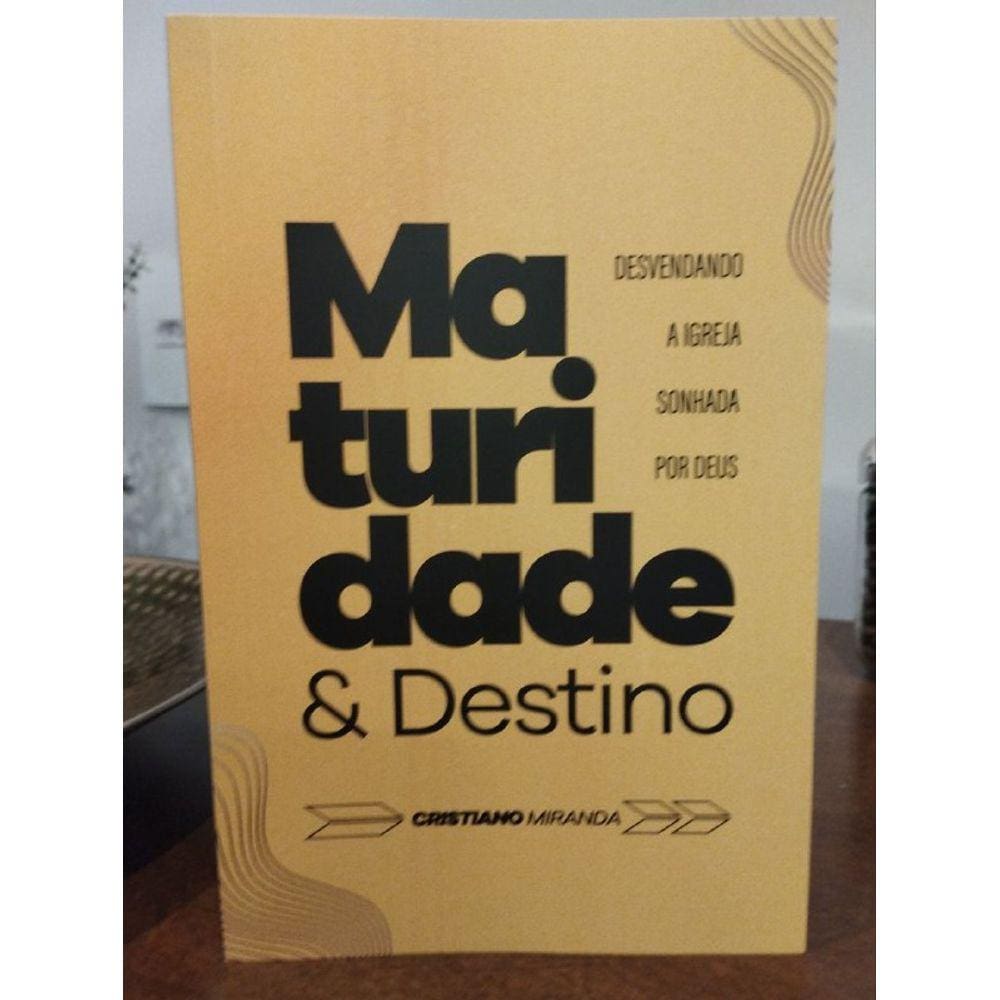 Ma
turi
dade
& Destino
DESVENDANDO
A IGREJA
SONHADA
POR DEUS
CRISTIANO MIRANDA